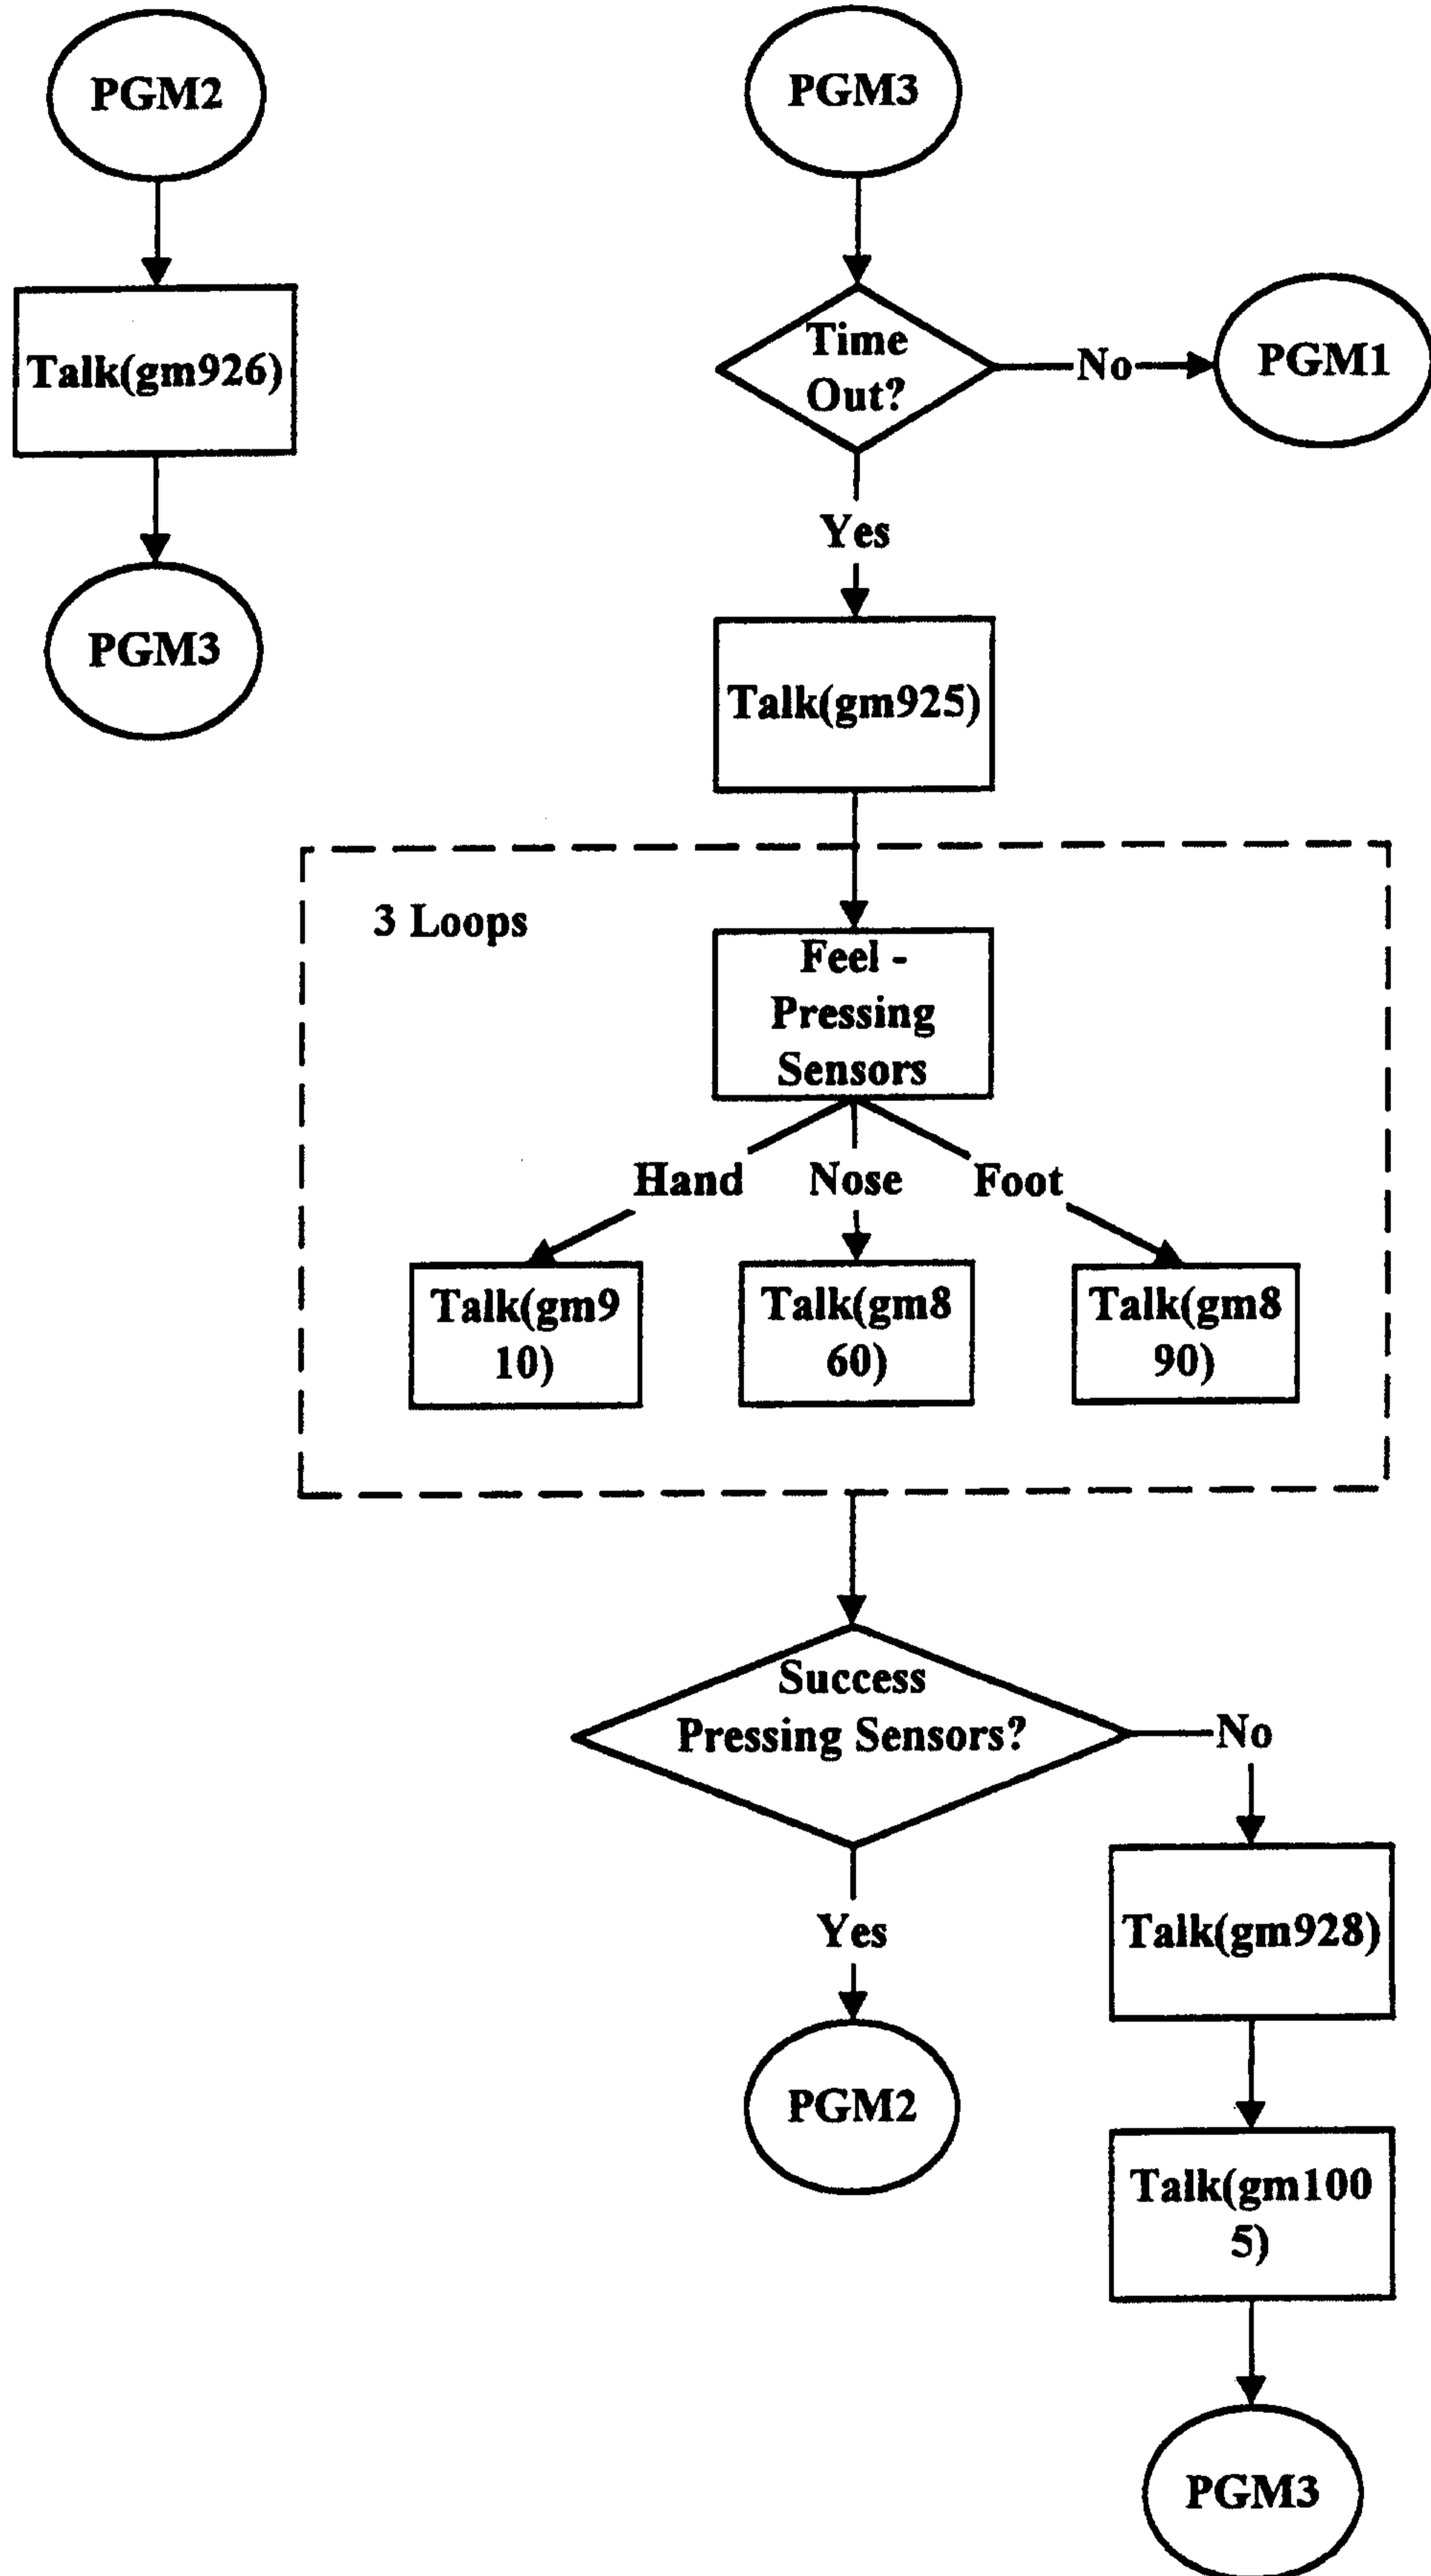 PGM2
Talk(gm926)
PGM3
PGM3
Time
Out?
No
PGM1
Yes
Talk(gm925)
3 Loops
Feel -
Pressing
Sensors
Hand
Nose
Foot
Talk(gm9
10)
Talk(gm8
60)
Talk(gm8
90)
Success
Pressing Sensors?
No
Yes
PGM2
Talk(gm928)
Talk(gm100
5)
PGM3